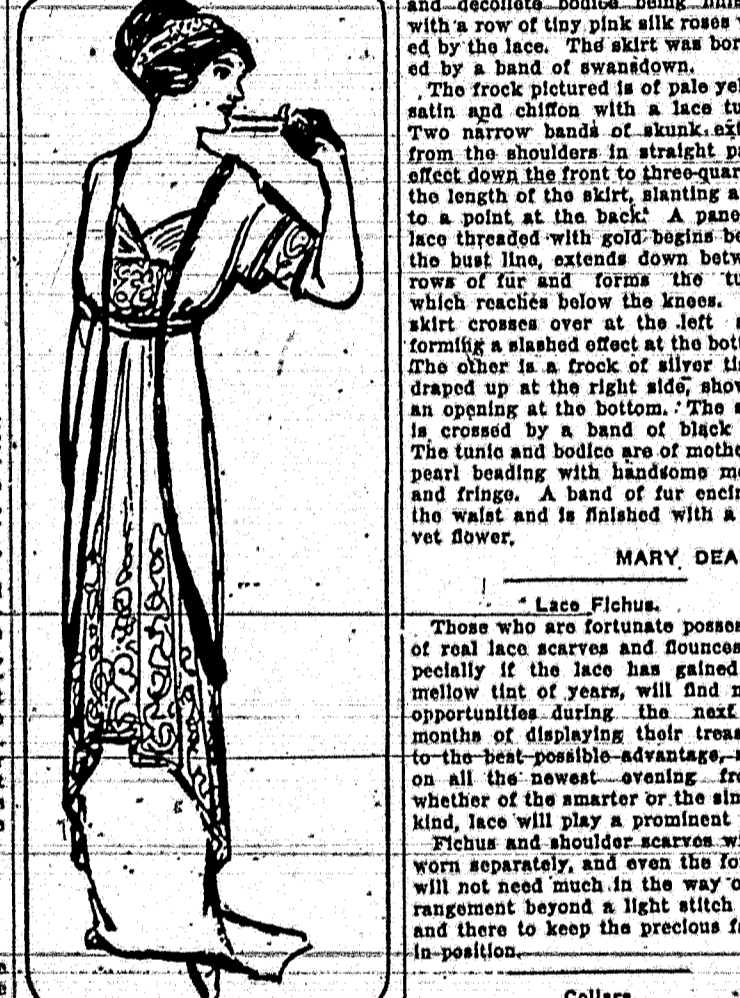 and decollete bodice being
with a row of tiny pink silk roses
ed by the lace. The skirt was bor
ed by a band of swansdown.
The frock pictured is of pale yel
satin and chiffon with a lace tu
Two narrow bands of skunk ext
from the shoulders in straight pa
effect down the front to three-quar
the length of the skirt, slanting a
to a point at the back. A pane
lace threaded with gold begins be
the bust line, extends down betw
rows of fur and forms the tu
which reaches below the knees.
skirt crosses over at the left
forming a slashed effect at the bott
The other is a frock of silver ti
draped up at the right side, show
an opening at the bottom. The s
is crossed by a band of black
The tunic and bodice are of mothe
pearl beading with handsome me
and fringe. A band of fur encir
the waist and is finished with a
vet flower.
MARY DEA
Lace Fichus.
Those who are fortunate posses
of real lace scarves and flounces
pecially if the lace has gained
mellow tint of years, will find m
opportunities during the next
months of displaying their treas
to the best possible advantage,
on all the newest evening fro
whether of the smarter or the sim
kind, lace will play a prominent
Fichus and shoulder scarves wi
worn separately, and even the fo
will not need much in the way o
rangement beyond a light stitch
and there to keep the precious fa
in position.
Collars